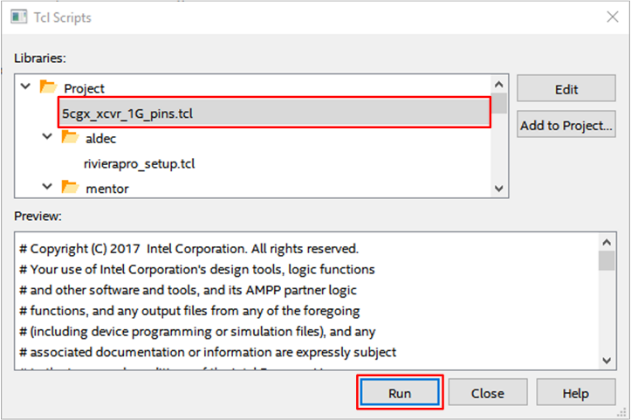 Tcl Scripts
Libraries:
Project
5cgx_xcvr_1G_pins.tcl
aldec
rivierapro_setup.tcl
mentor
Edit
Add to Project...
Preview:
# Copyright (C) 2017  Intel Corporation. All rights reserved.
# Your use of Intel Corporation's design tools, logic functions
# and other software and tools, and its AMPP partner logic
# functions, and any output files from any of the foregoing
# (including device programming or simulation files), and any
# associated documentation or information are expressly subject
Run
Close
Help